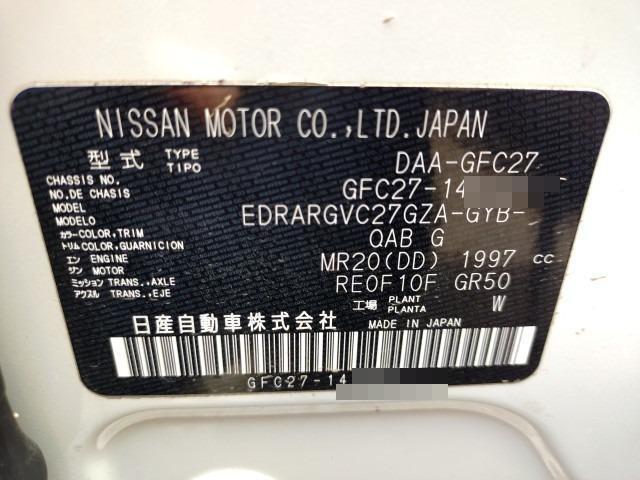 NISSAN MOTOR CO.,LTD.JAPAN
型式 TYPE TIPO DAA-GFC27
CHASSIS NO. NO.DE CHASIS GFC27-14
MODEL MODELO EDRARGVC27GZA-GYB-
カラー COLOR,TRIM トリム COLOR,GUARNICION QAB G
エン ENGINE ジン MOTOR MR20(DD) 1997 cc
ミッション TRANS.,AXLE アクスル TRANS.,EJE RE0F10F GR50
工場 PLANT PLANTA W
日産自動車株式会社 MADE IN JAPAN
GFC27-14